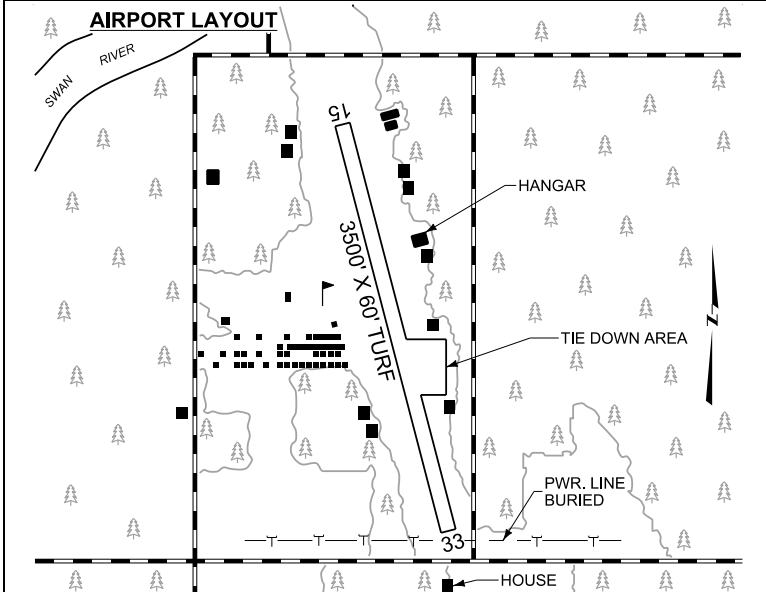 AIRPORT LAYOUT
SWAN RIVER
15
HANGAR
3500' X 60' TURF
N
TIE DOWN AREA
PWR. LINE
BURIED
33
HOUSE